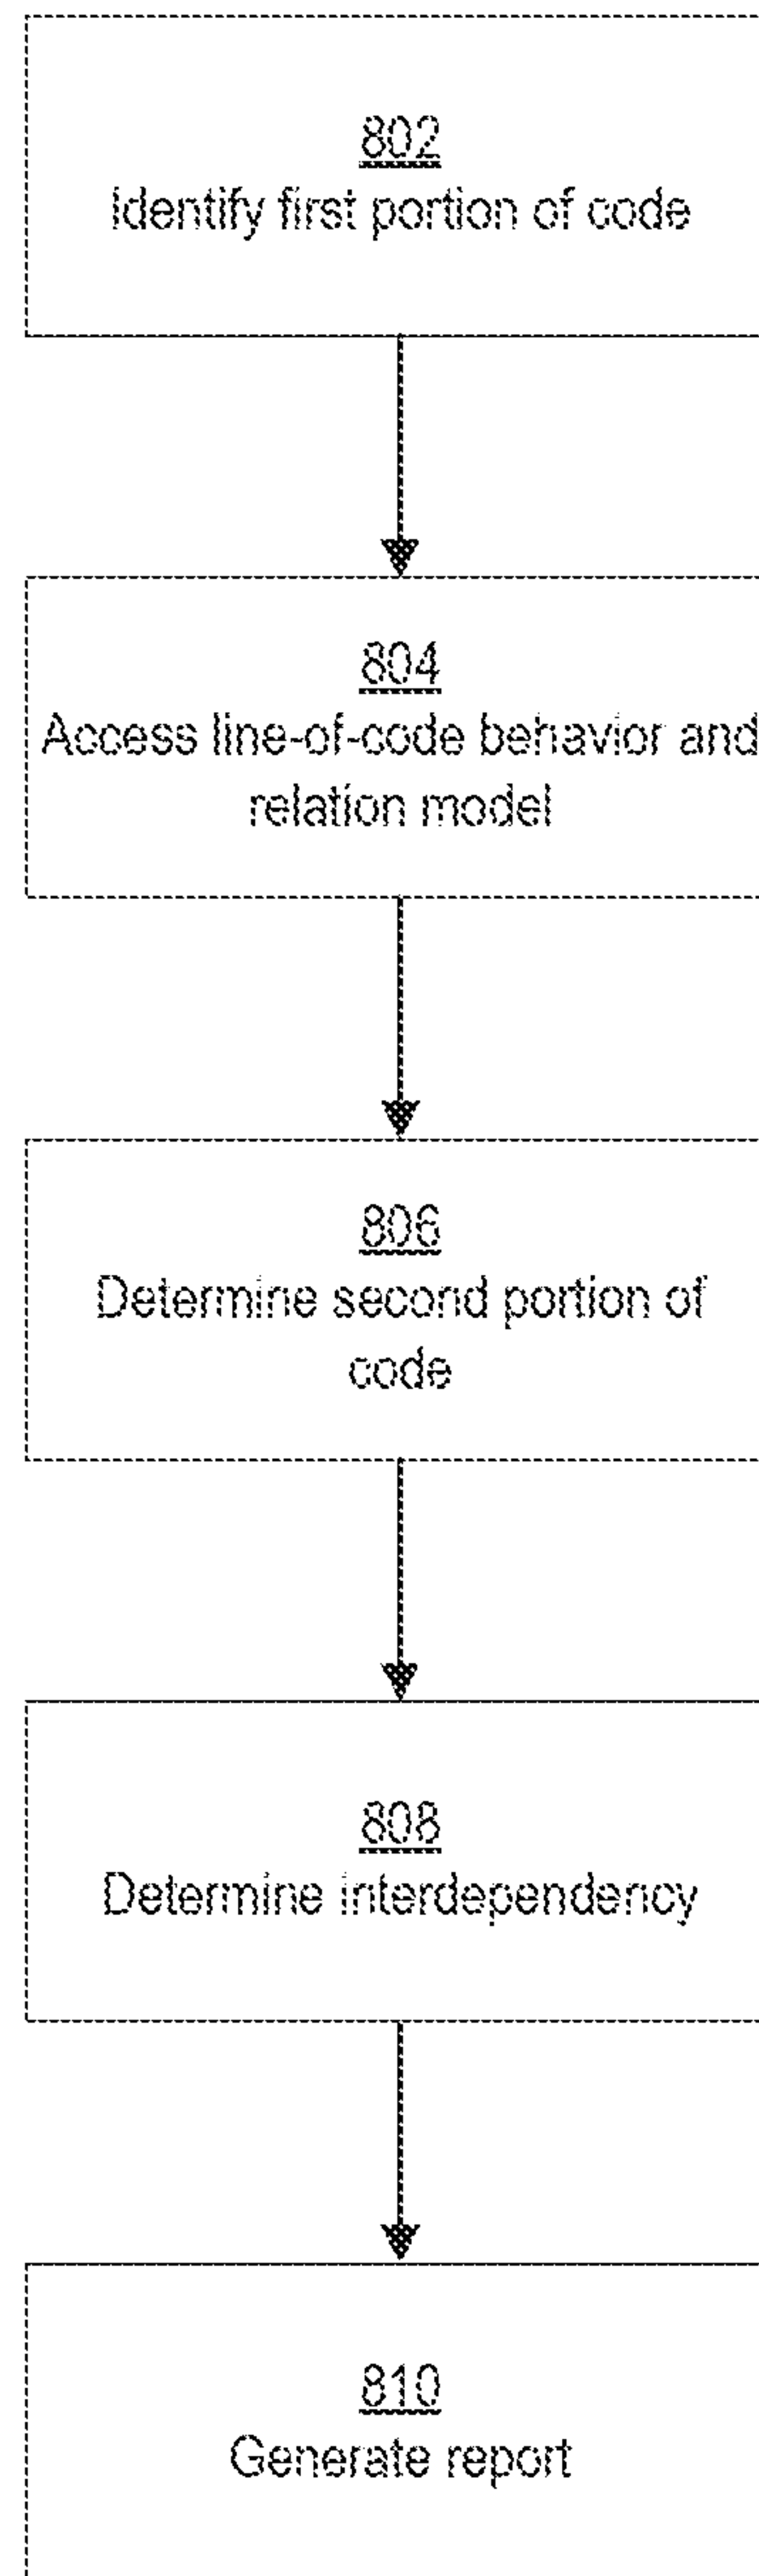 802
Identify first portion of code
804
Access line-of-code behavior and
relation model
806
Determine second portion of
code
808
Determine interdependency
810
Generate report